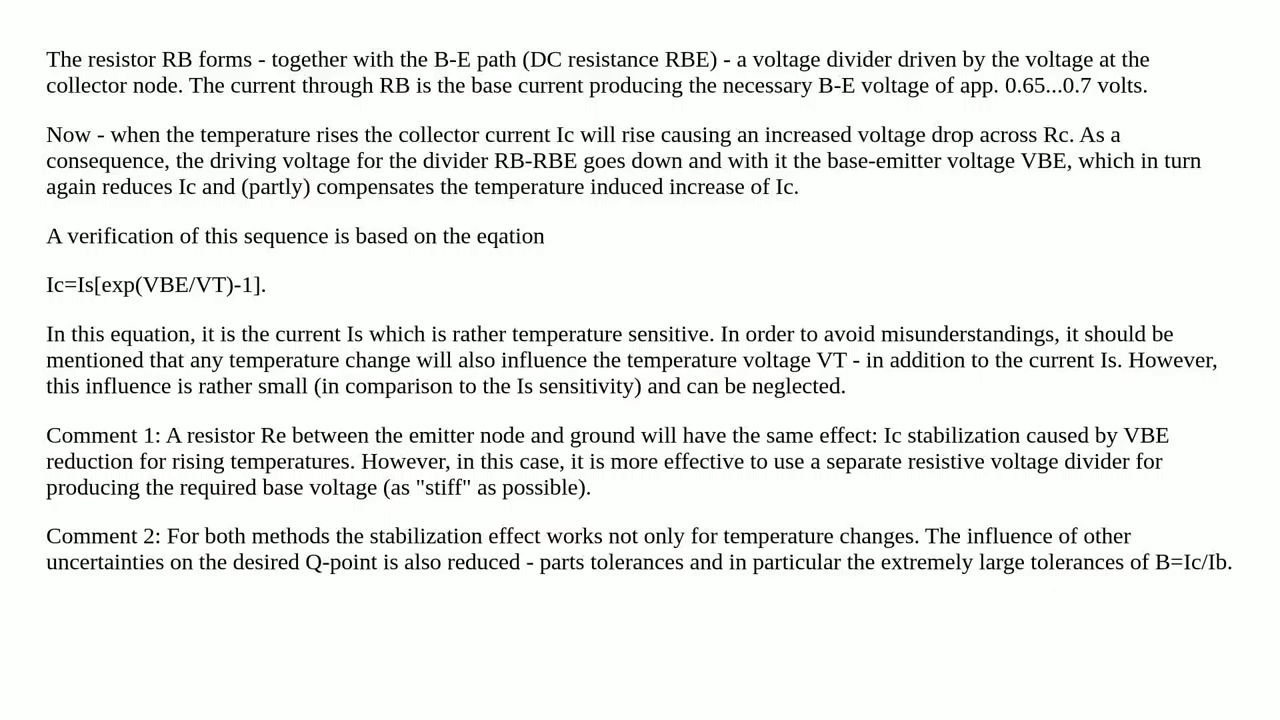 The resistor RB forms - together with the B-E path (DC resistance RBE) - a voltage divider driven by the voltage at the
collector node. The current through RB is the base current producing the necessary B-E voltage of app. 0.65...0.7 volts.
Now - when the temperature rises the collector current Ic will rise causing an increased voltage drop across Rc. As a
consequence, the driving voltage for the divider RB-RBE goes down and with it the base-emitter voltage VBE, which in turn
again reduces Ic and (partly) compensates the temperature induced increase of Ic.
A verification of this sequence is based on the eqation
Ic=Is[exp(VBE/VT)-1].
In this equation, it is the current Is which is rather temperature sensitive. In order to avoid misunderstandings, it should be
mentioned that any temperature change will also influence the temperature voltage VT - in addition to the current Is. However,
this influence is rather small (in comparison to the Is sensitivity) and can be neglected.
Comment 1: A resistor Re between the emitter node and ground will have the same effect: Ic stabilization caused by VBE
reduction for rising temperatures. However, in this case, it is more effective to use a separate resistive voltage divider for
producing the required base voltage (as "stiff" as possible).
Comment 2: For both methods the stabilization effect works not only for temperature changes. The influence of other
uncertainties on the desired Q-point is also reduced - parts tolerances and in particular the extremely large tolerances of B=Ic/Ib.